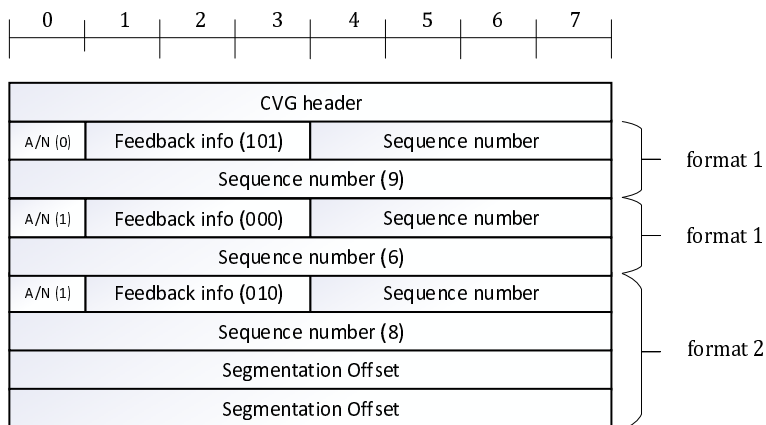 0 1 2 3 4 5 6 7
CVG header
A/N (0) Feedback info (101) Sequence number
format 1
Sequence number (9)
A/N (1) Feedback info (000) Sequence number
format 1
Sequence number (6)
A/N (1) Feedback info (010) Sequence number
Sequence number (8)
format 2
Segmentation Offset
Segmentation Offset